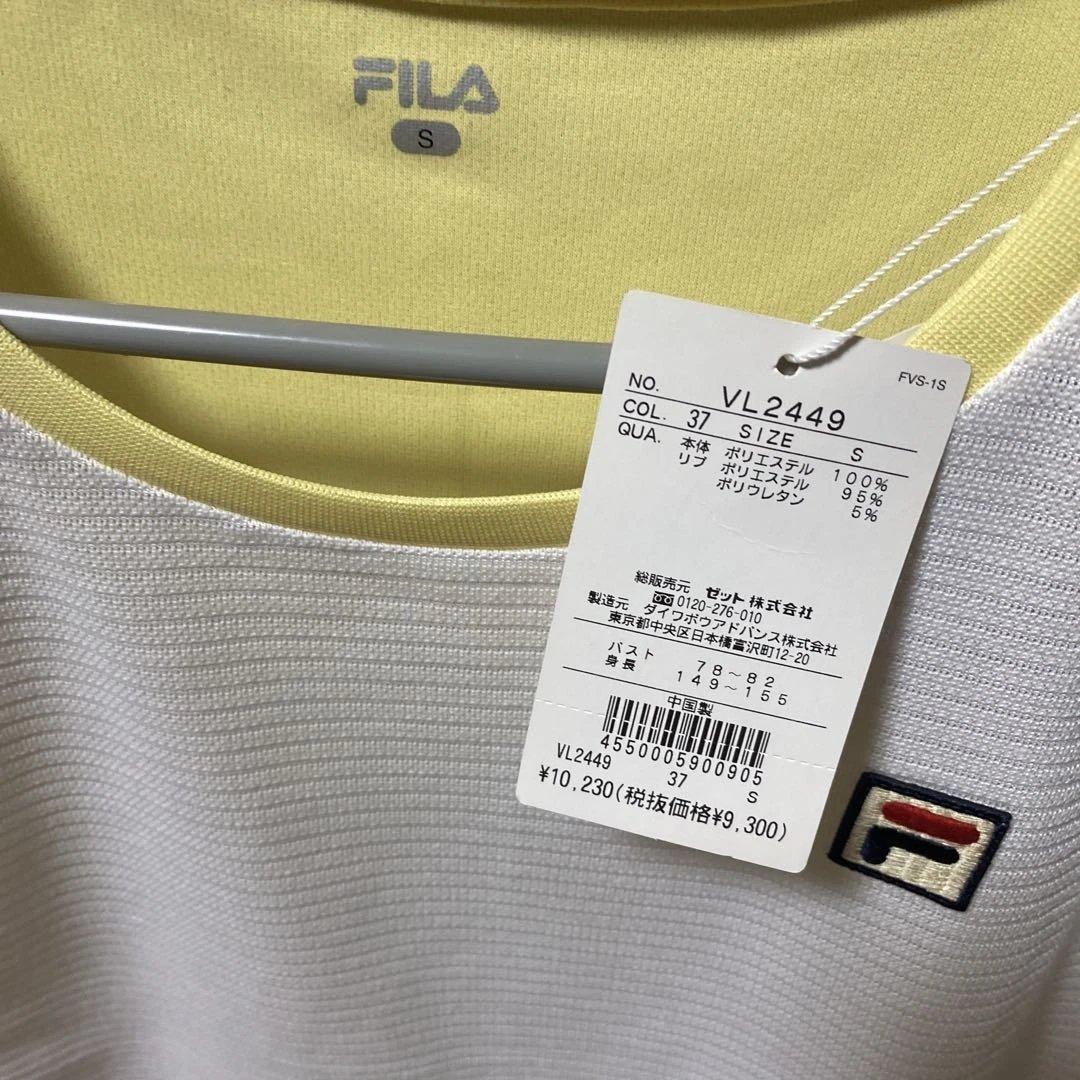 FILA
S
FVS-1S
NO. VL2449
COL. 37 SIZE S
QUA. 本体 ポリエステル 100%
リブ ポリエステル 95%
ポリウレタン 5%
総販売元 ゼット株式会社
0120-276-010
製造元 ダイワボウアドバンス株式会社
東京都中央区日本橋富沢町12-20
バスト 78~82
身長 149~155
中国製
4550005900905
VL2449 37 S
¥10,230(税抜価格¥9,300)
F